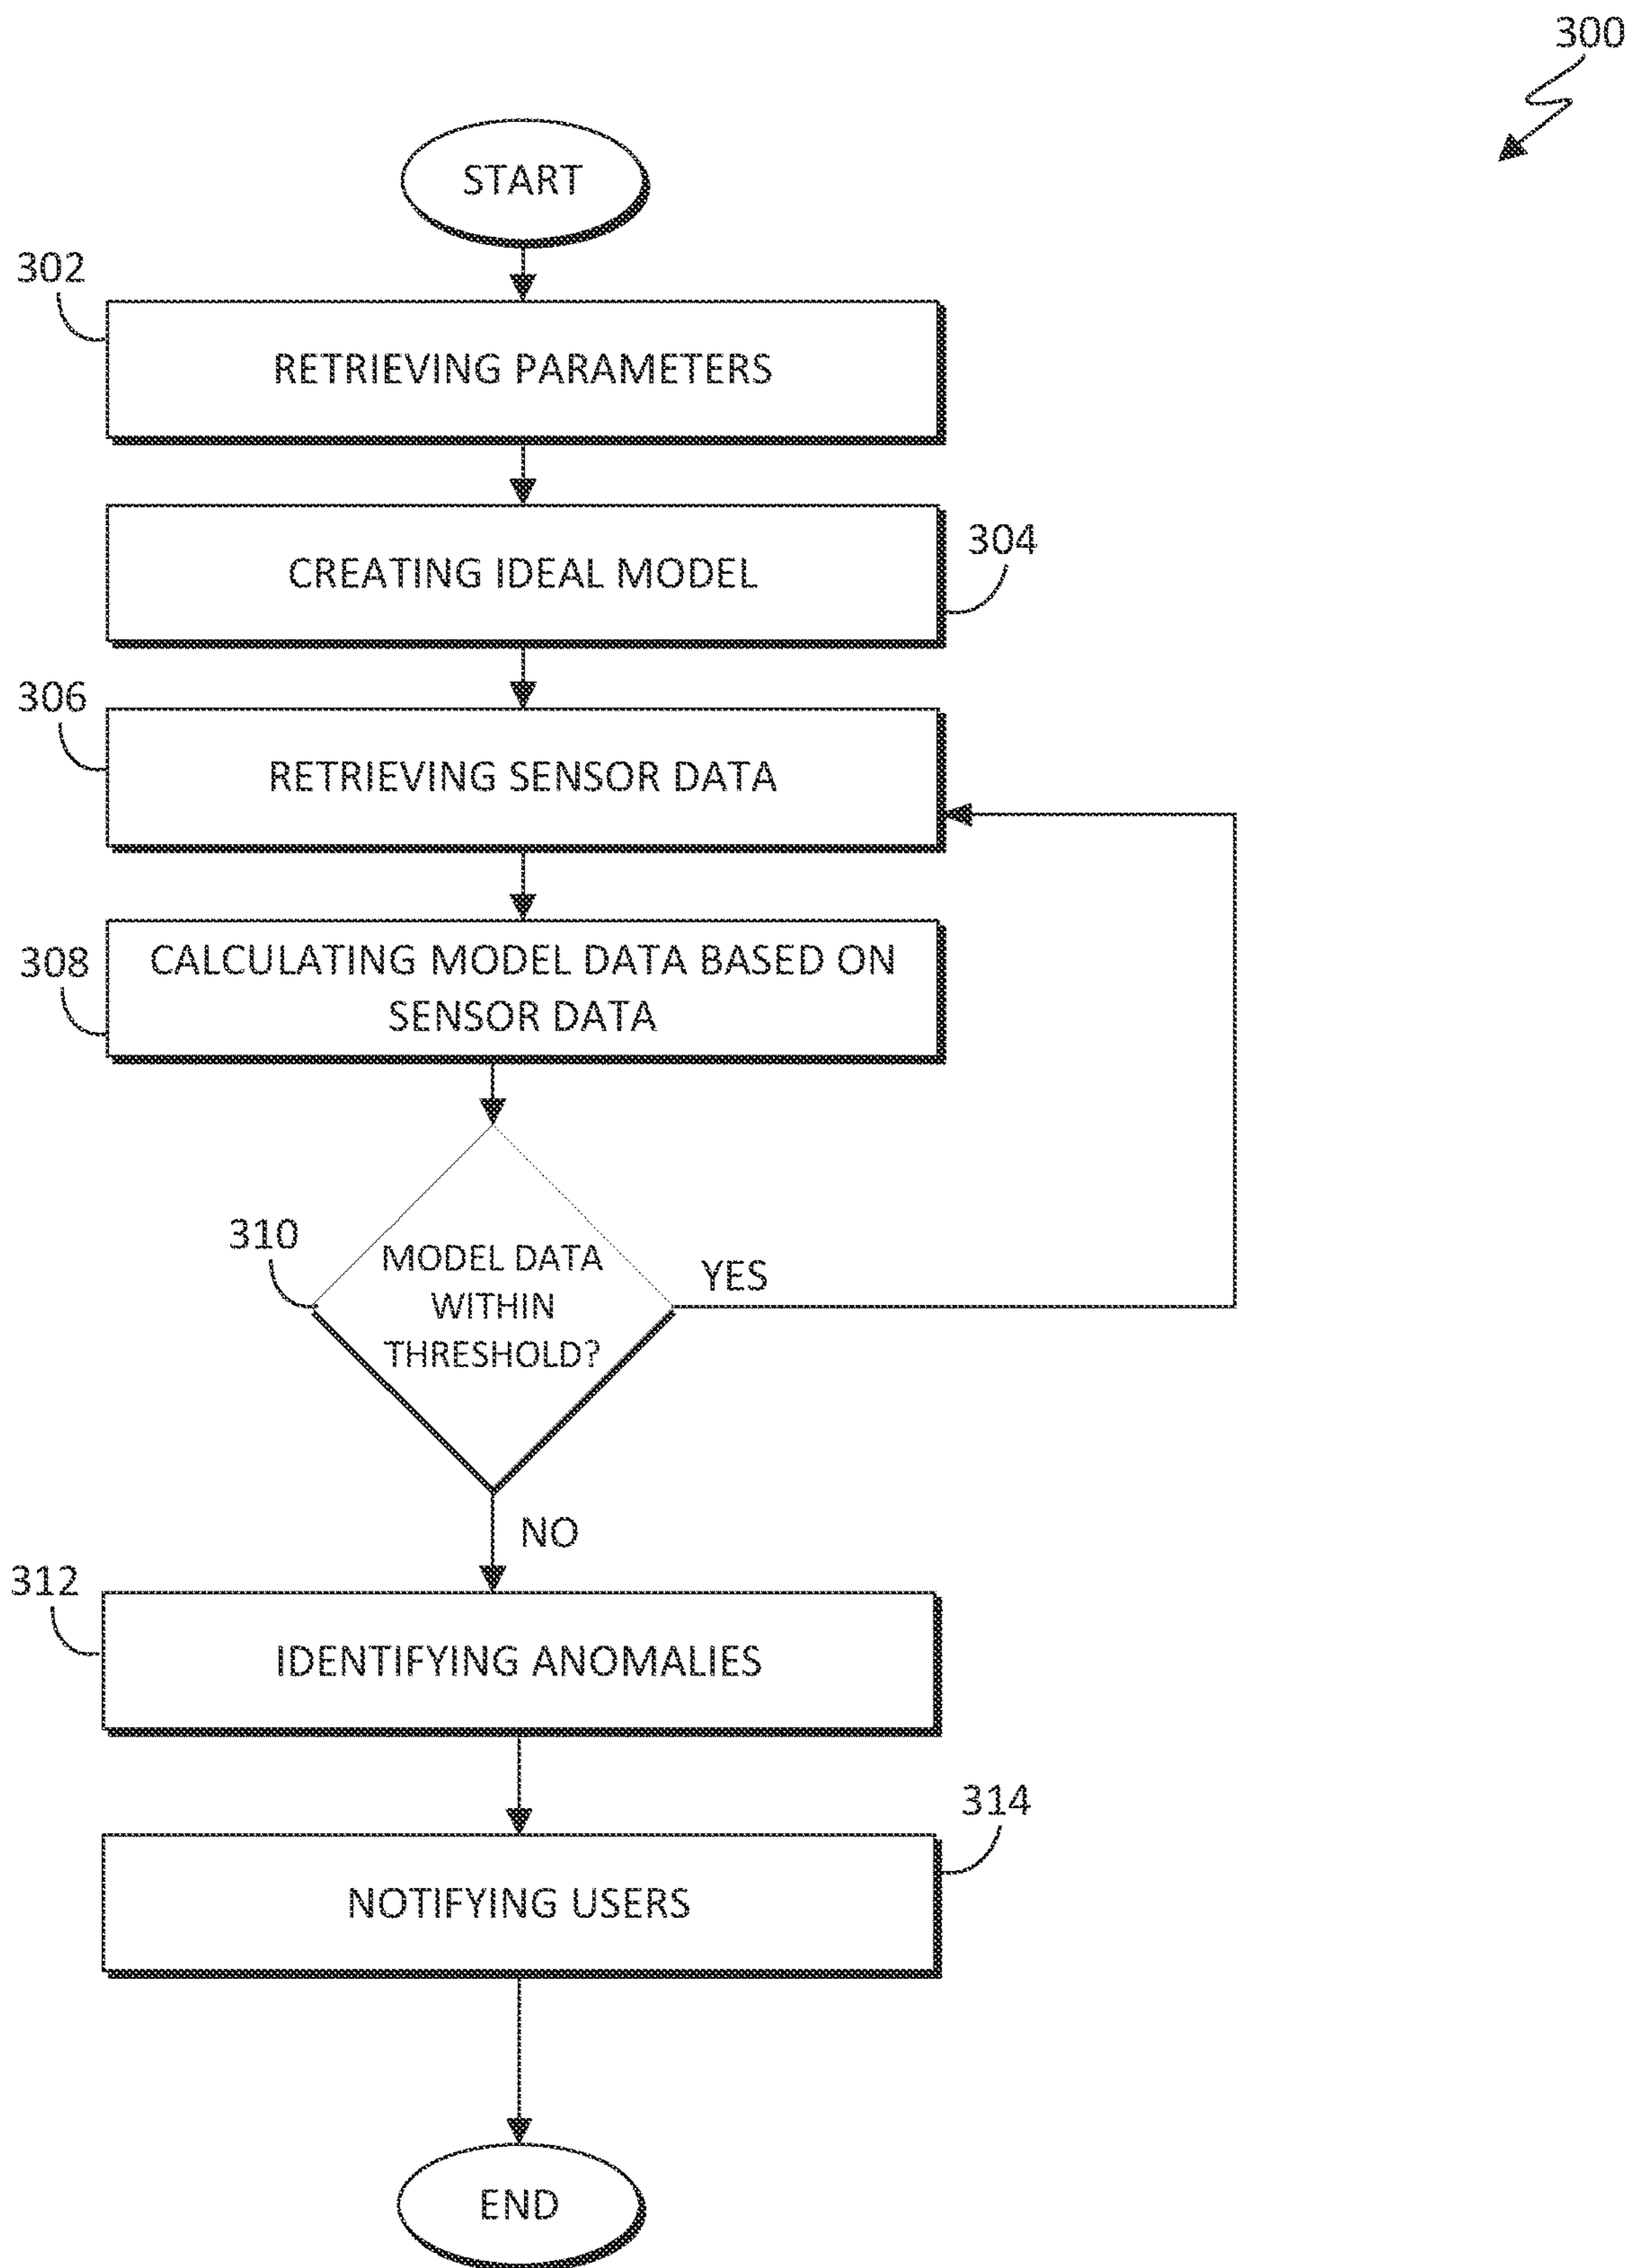 300
START
302
RETRIEVING PARAMETERS
304
CREATING IDEAL MODEL
306
RETRIEVING SENSOR DATA
308
CALCULATING MODEL DATA BASED ON
SENSOR DATA
310
MODEL DATA
WITHIN
THRESHOLD?
YES
NO
312
IDENTIFYING ANOMALIES
314
NOTIFYING USERS
END